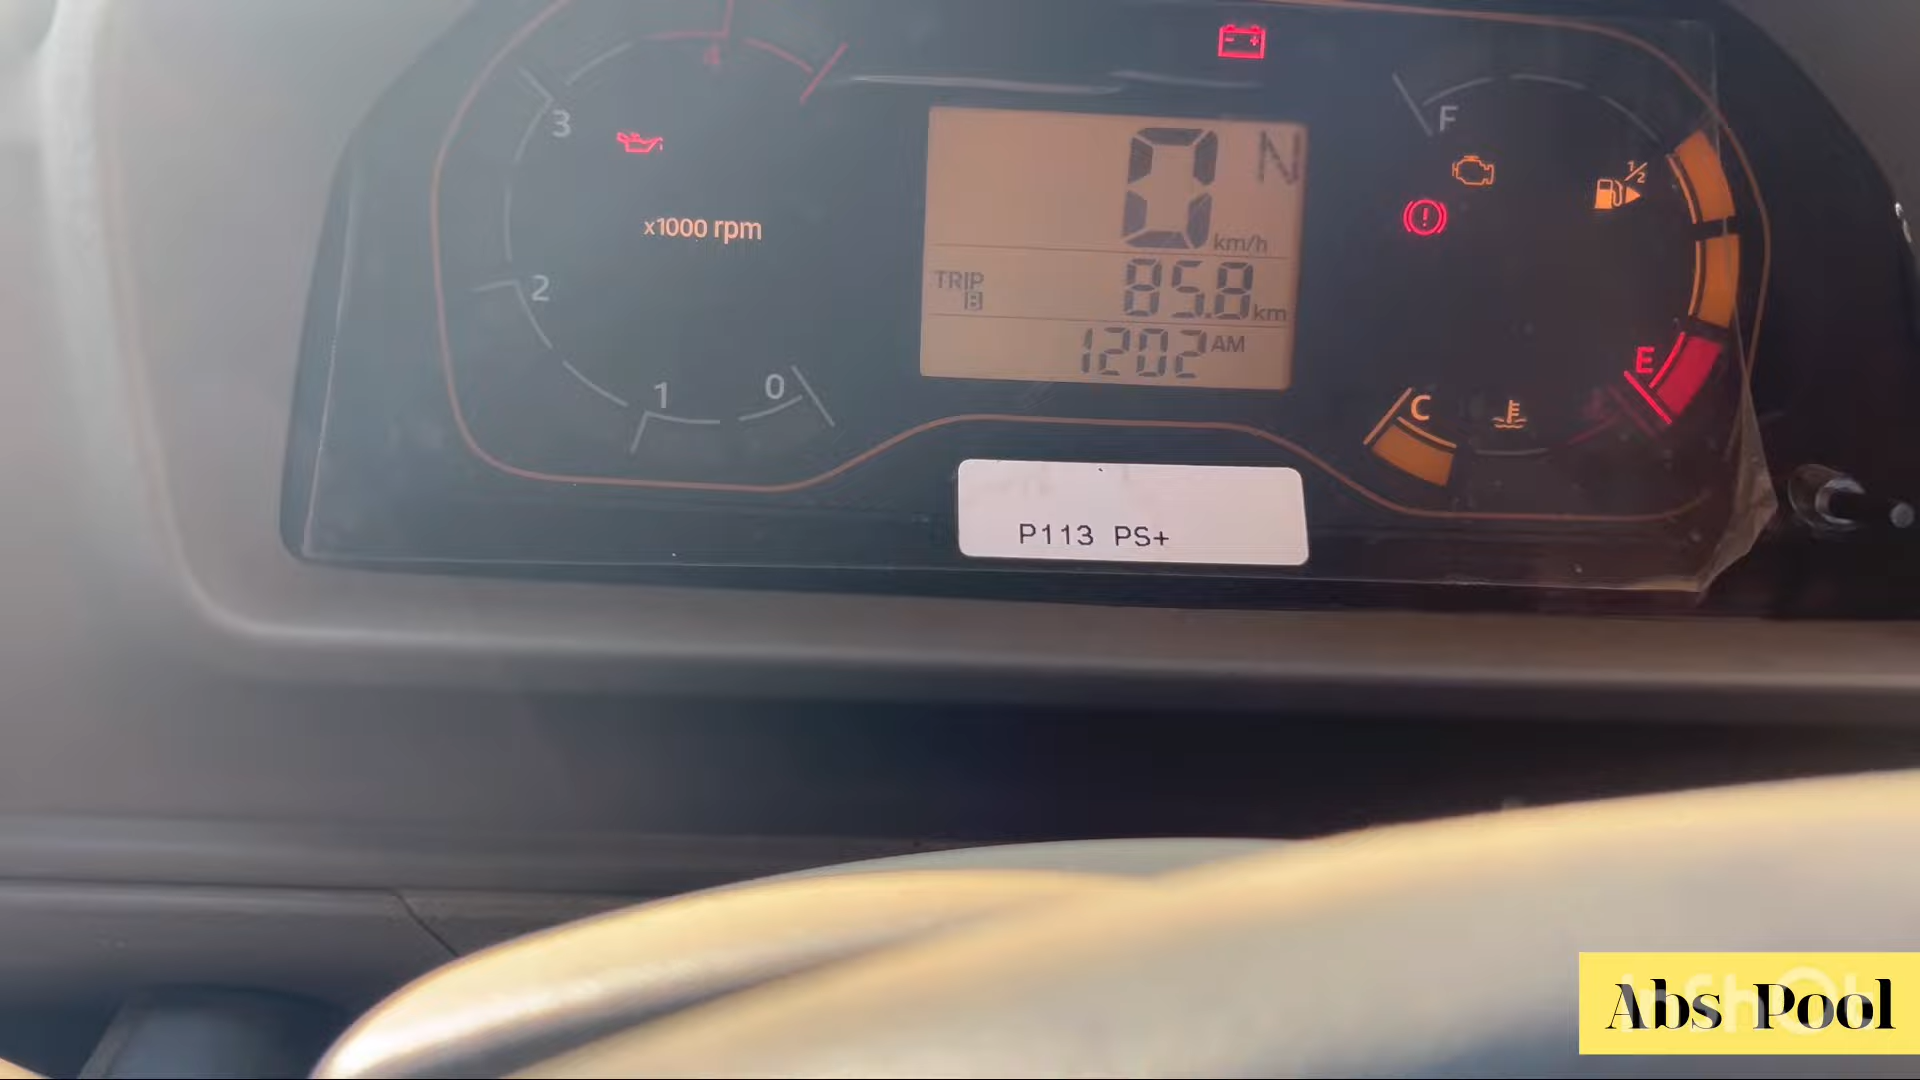 4
3
x1000 rpm
2
1
0
0 N
km/h
TRIP B 85.8 km
1202 AM
F
1/2
E
C
P113 PS+
Abs Pool